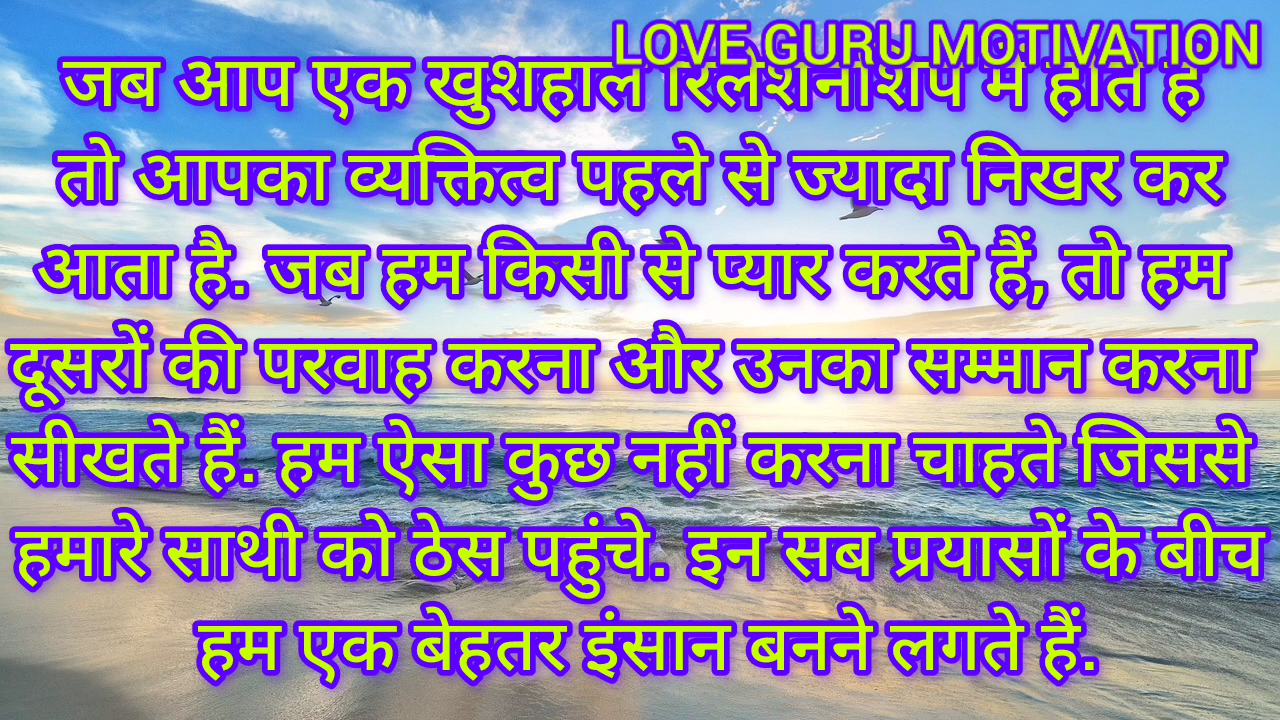 LOVE GURU MOTIVATION
जब आप एक खुशहाल रिलेशनशिप में होते हैं
तो आपका व्यक्तित्व पहले से ज्यादा निखर कर
आता है. जब हम किसी से प्यार करते हैं, तो हम
दूसरों की परवाह करना और उनका सम्मान करना
सीखते हैं. हम ऐसा कुछ नहीं करना चाहते जिससे
हमारे साथी को ठेस पहुंचे. इन सब प्रयासों के बीच
हम एक बेहतर इंसान बनने लगते हैं.